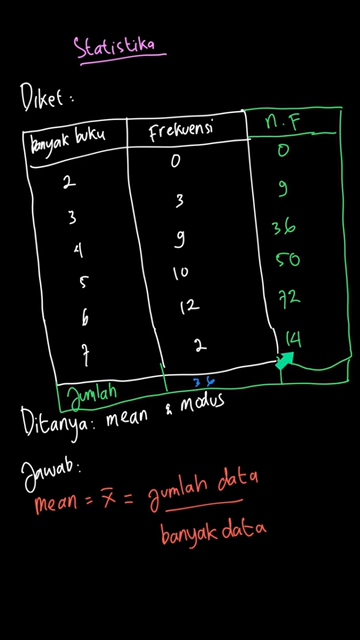 Statistika
Diket:
banyak buku Frekuensi n.F
2 0 0
3 3 9
4 9 36
5 10 50
6 12 72
7 2 14
Jumlah 36
Ditanya: mean & modus
Jawab:
mean = x̄ = jumlah data
banyak data